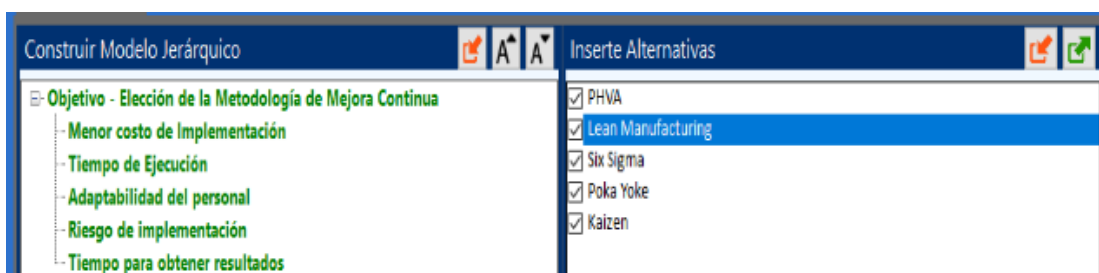 Construir Modelo Jerárquico
Objetivo - Elección de la Metodología de Mejora Continua
Menor costo de Implementación
Tiempo de Ejecución
Adaptabilidad del personal
Riesgo de implementación
Tiempo para obtener resultados
Inserte Alternativas
PHVA
Lean Manufacturing
Six Sigma
Poka Yoke
Kaizen